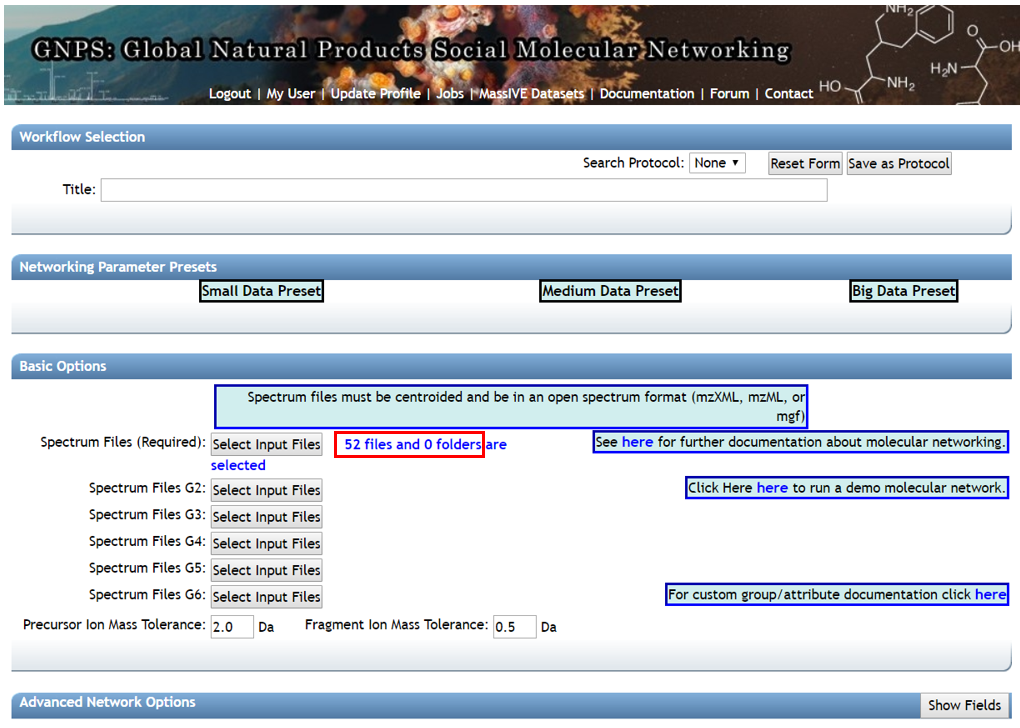 GNPS: Global Natural Products Social Molecular Networking
NH₂
O
OH
H₂N
HO
NH₂
Logout | My User | Update Profile | Jobs | MassIVE Datasets | Documentation | Forum | Contact
Workflow Selection
Search Protocol: None ▼ Reset Form Save as Protocol
Title:
Networking Parameter Presets
Small Data Preset Medium Data Preset Big Data Preset
Basic Options
Spectrum files must be centroided and be in an open spectrum format (mzXML, mzML, or
mgf)
Spectrum Files (Required): Select Input Files 52 files and 0 folders are See here for further documentation about molecular networking.
selected
Spectrum Files G2: Select Input Files Click Here here to run a demo molecular network.
Spectrum Files G3: Select Input Files
Spectrum Files G4: Select Input Files
Spectrum Files G5: Select Input Files
Spectrum Files G6: Select Input Files For custom group/attribute documentation click here
Precursor Ion Mass Tolerance: 2.0 Da Fragment Ion Mass Tolerance: 0.5 Da
Advanced Network Options Show Fields